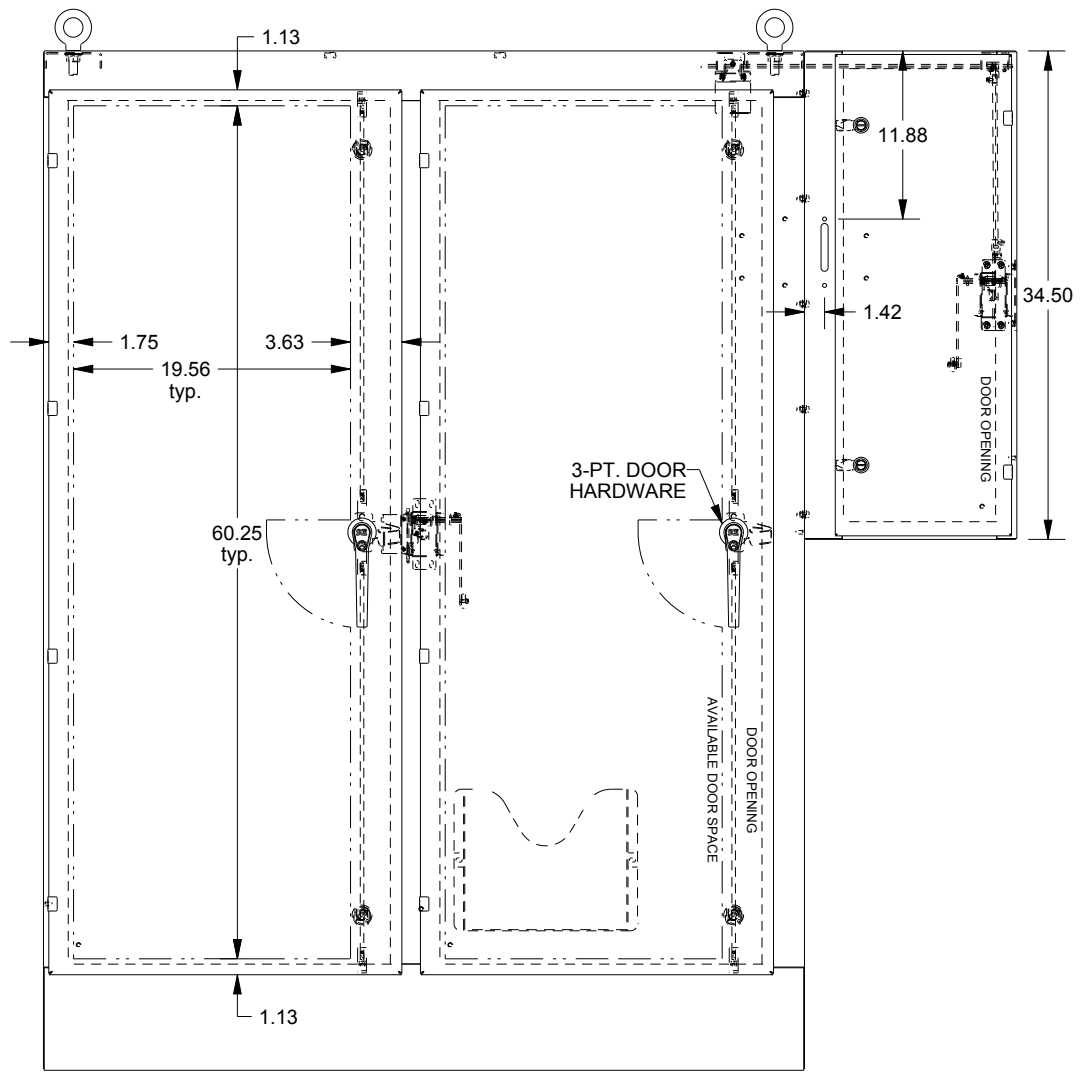 1.13
11.88
34.50
1.42
1.75
3.63
19.56
typ.
DOOR OPENING
3-PT. DOOR
HARDWARE
60.25
typ.
AVAILABLE DOOR SPACE
DOOR OPENING
1.13